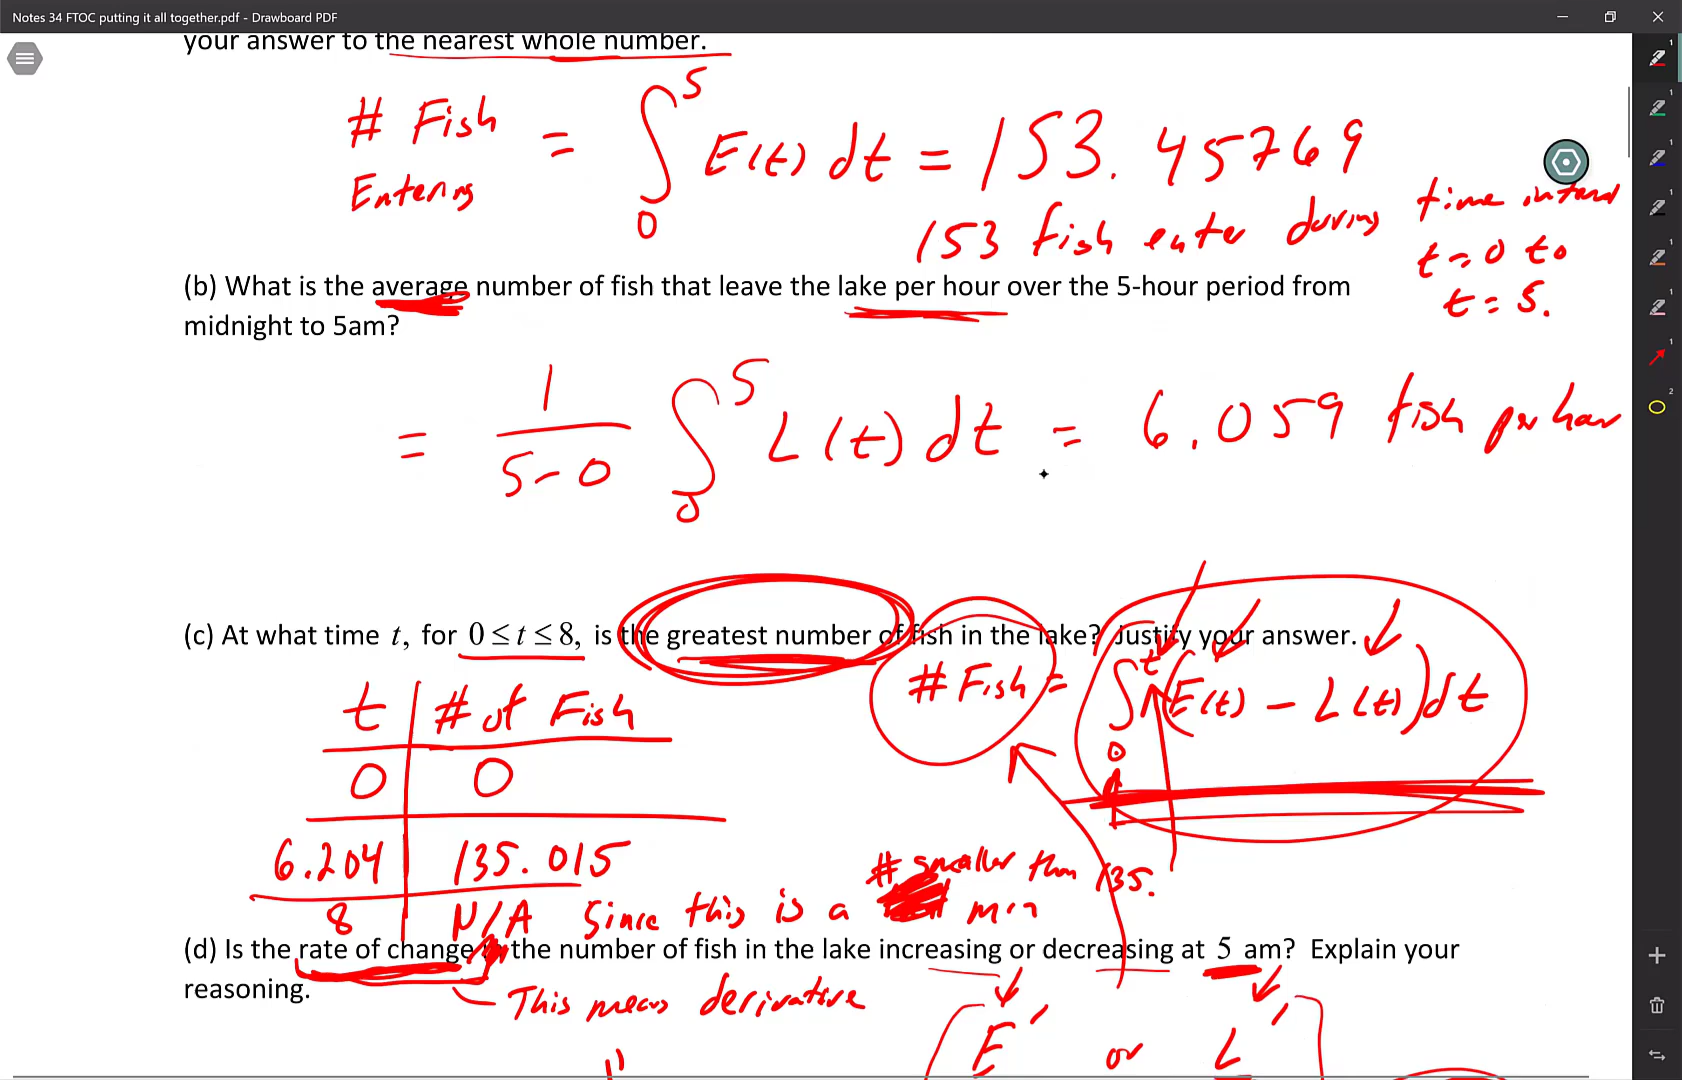 Notes 34 FTOC putting it all together.pdf - Drawboard PDF
your answer to the nearest whole number.
# Fish Entering = ∫₀⁵ E(t) dt = 153.45769
153 fish enter during time interval t=0 to t=5.
(b) What is the average number of fish that leave the lake per hour over the 5-hour period from
midnight to 5am?
= 1/(5-0) ∫₀⁵ L(t) dt = 6.059 fish per hour
(c) At what time t, for 0 ≤ t ≤ 8, is the greatest number of fish in the lake? Justify your answer.
# Fish = ∫₀ᵗ (E(t) - L(t)) dt
t | # of Fish
0 | 0
6.204 | 135.015
# smaller than 135.
8 | N/A Since this is a min
(d) Is the rate of change the number of fish in the lake increasing or decreasing at 5 am? Explain your
reasoning.
This means derivative
E' or L'